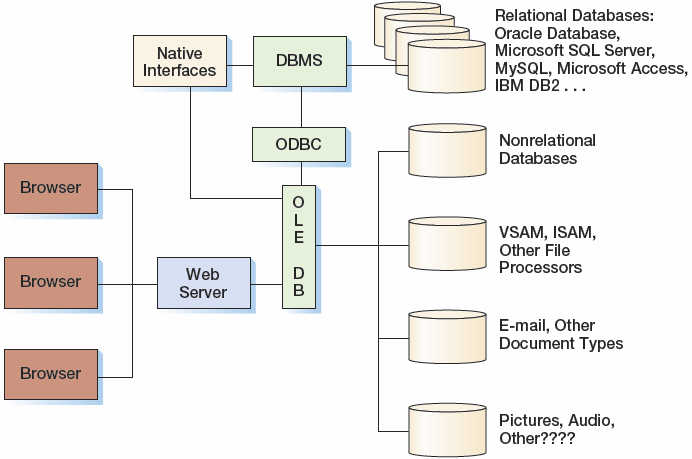 Relational Databases:
Oracle Database,
Microsoft SQL Server,
MySQL, Microsoft Access,
IBM DB2 . . .
Native
Interfaces
DBMS
ODBC
Nonrelational
Databases
Browser
O
L
E
D
B
VSAM, ISAM,
Other File
Processors
Browser
Web
Server
E-mail, Other
Document Types
Browser
Pictures, Audio,
Other????